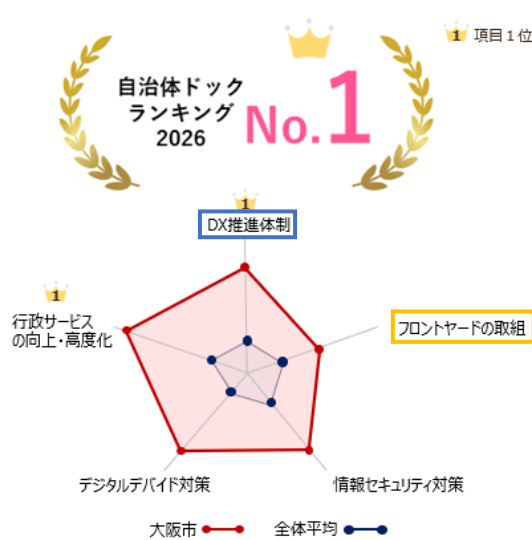 1 項目1位
自治体ドック
ランキング
2026
No.1
1
DX推進体制
1
行政サービス
の向上・高度化
フロントヤードの取組
デジタルデバイド対策
情報セキュリティ対策
大阪市
全体平均